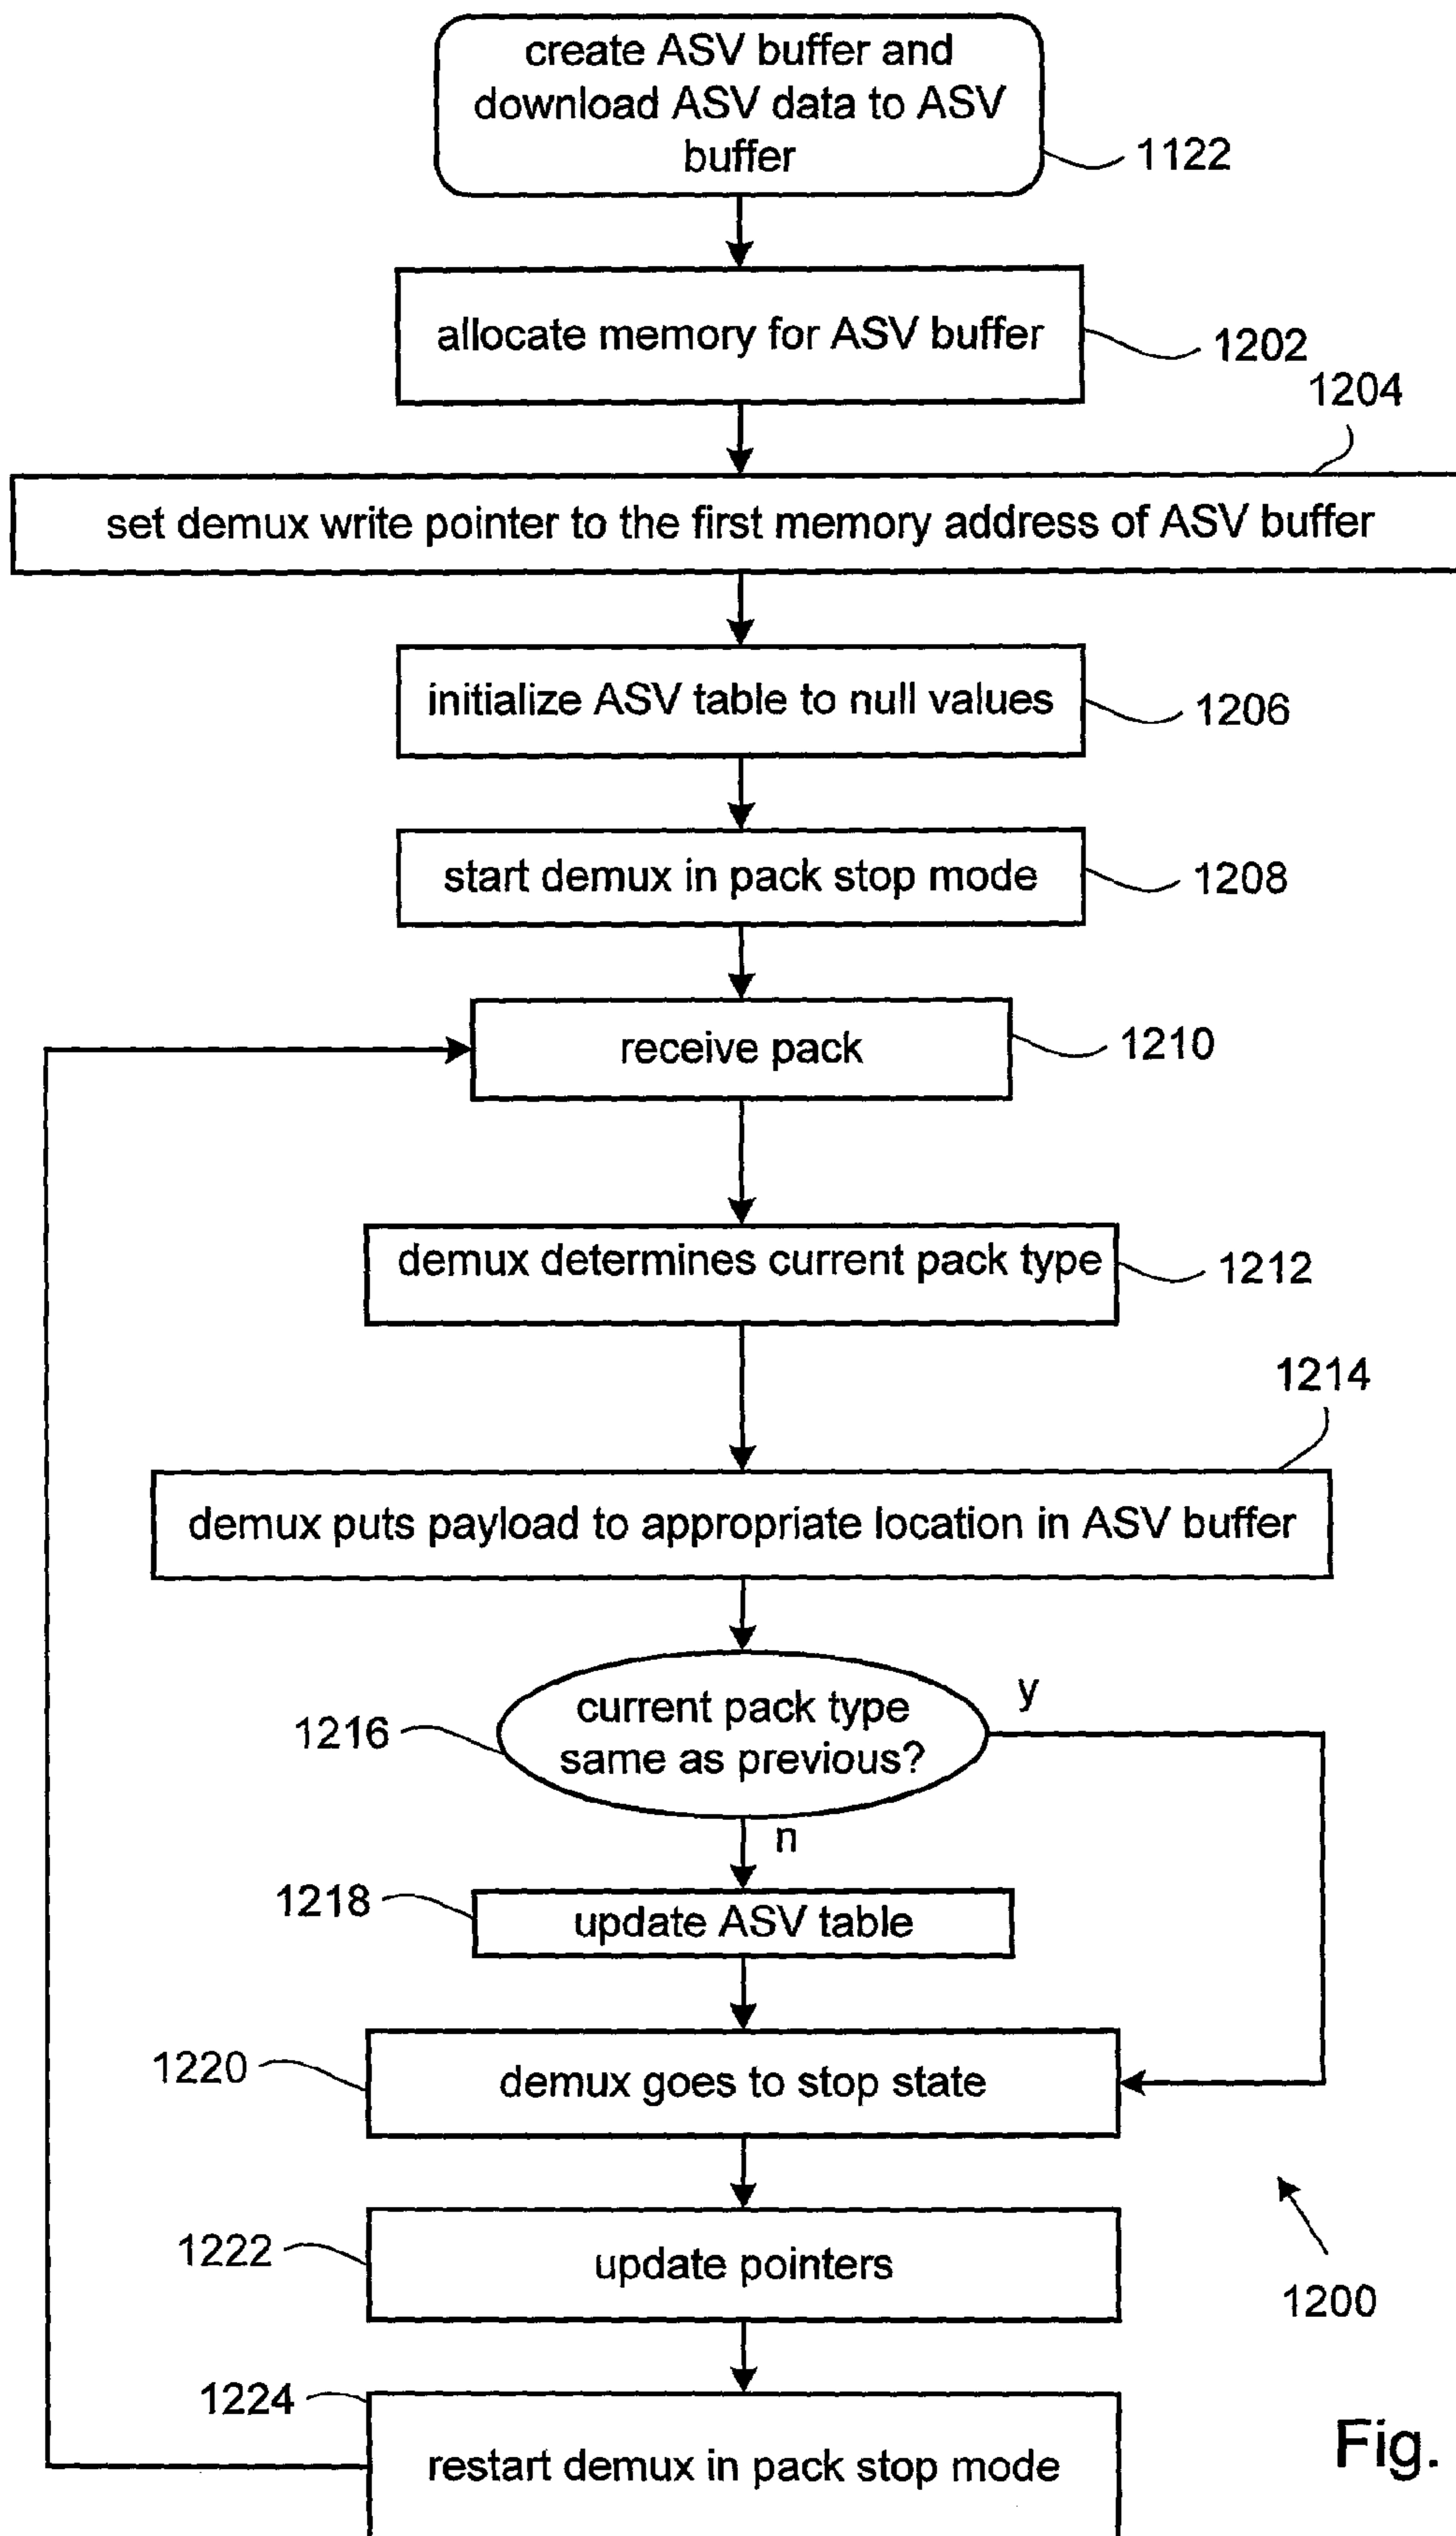 create ASV buffer and
download ASV data to ASV
buffer
1122
allocate memory for ASV buffer
1202
1204
set demux write pointer to the first memory address of ASV buffer
initialize ASV table to null values
1206
start demux in pack stop mode
1208
receive pack
1210
demux determines current pack type
1212
1214
demux puts payload to appropriate location in ASV buffer
current pack type
same as previous?
1216
y
n
1218
update ASV table
1220
demux goes to stop state
1222
update pointers
1200
1224
restart demux in pack stop mode
Fig.